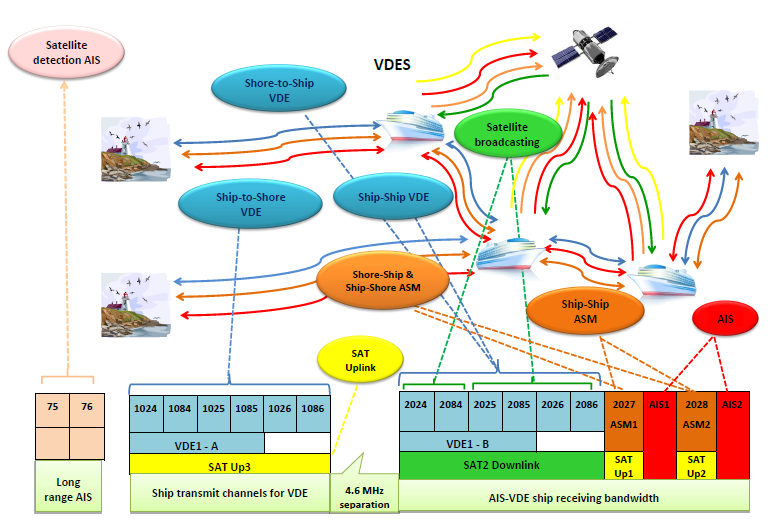 Satellite
detection AIS
VDES
Shore-to-Ship
VDE
Satellite
broadcasting
Ship-to-Shore
VDE
Ship-Ship VDE
Shore-Ship &
Ship-Shore ASM
Ship-Ship
ASM
AIS
SAT
Uplink
75 76
1024 1084 1025 1085 1026 1086
2024 2084 2025 2085 2026 2086 2027 AIS1 2028 AIS2
ASM1 ASM2
VDE1 - A
VDE1 - B
SAT Up3
SAT2 Downlink
SAT
Up1
SAT
Up2
Long
range AIS
Ship transmit channels for VDE
4.6 MHz
separation
AIS-VDE ship receiving bandwidth